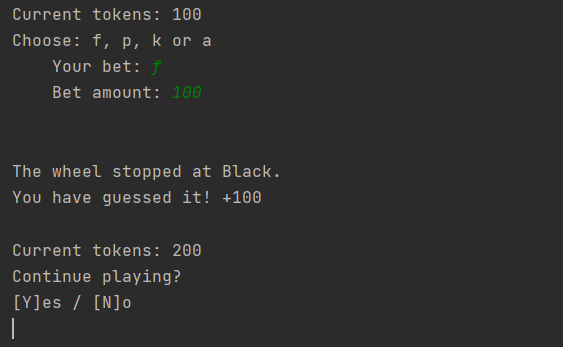 Current tokens: 100
Choose: f, p, k or a
Your bet: f
Bet amount: 100
The wheel stopped at Black.
You have guessed it! +100
Current tokens: 200
Continue playing?
[Y]es / [N]o